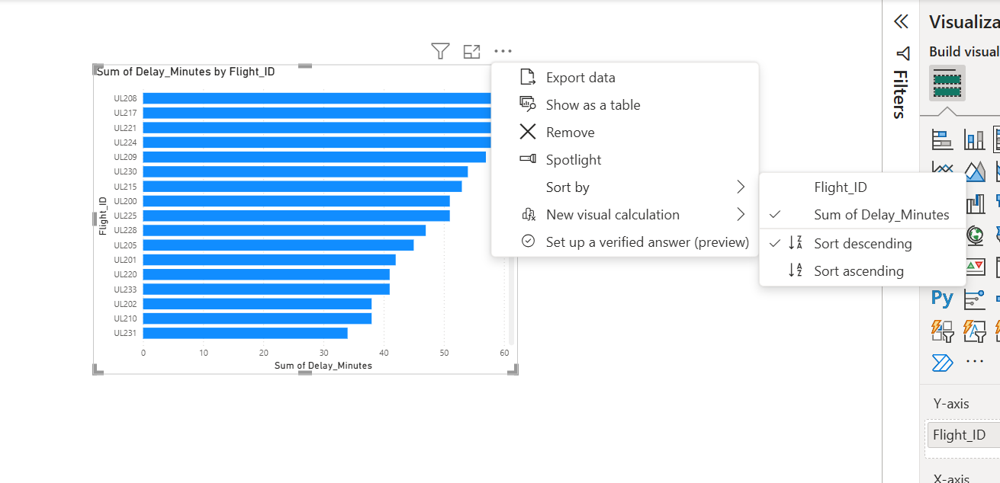 Visualiza
Build visual
Filters
Sum of Delay_Minutes by Flight_ID
Flight_ID
UL208
UL217
UL221
UL224
UL209
UL230
UL215
UL200
UL225
UL228
UL205
UL201
UL220
UL233
UL202
UL210
UL231
0 10 20 30 40 50 60
Sum of Delay_Minutes
Export data
Show as a table
Remove
Spotlight
Sort by
New visual calculation
Set up a verified answer (preview)
Flight_ID
Sum of Delay_Minutes
Sort descending
Sort ascending
Py
Y-axis
Flight_ID
X-axis